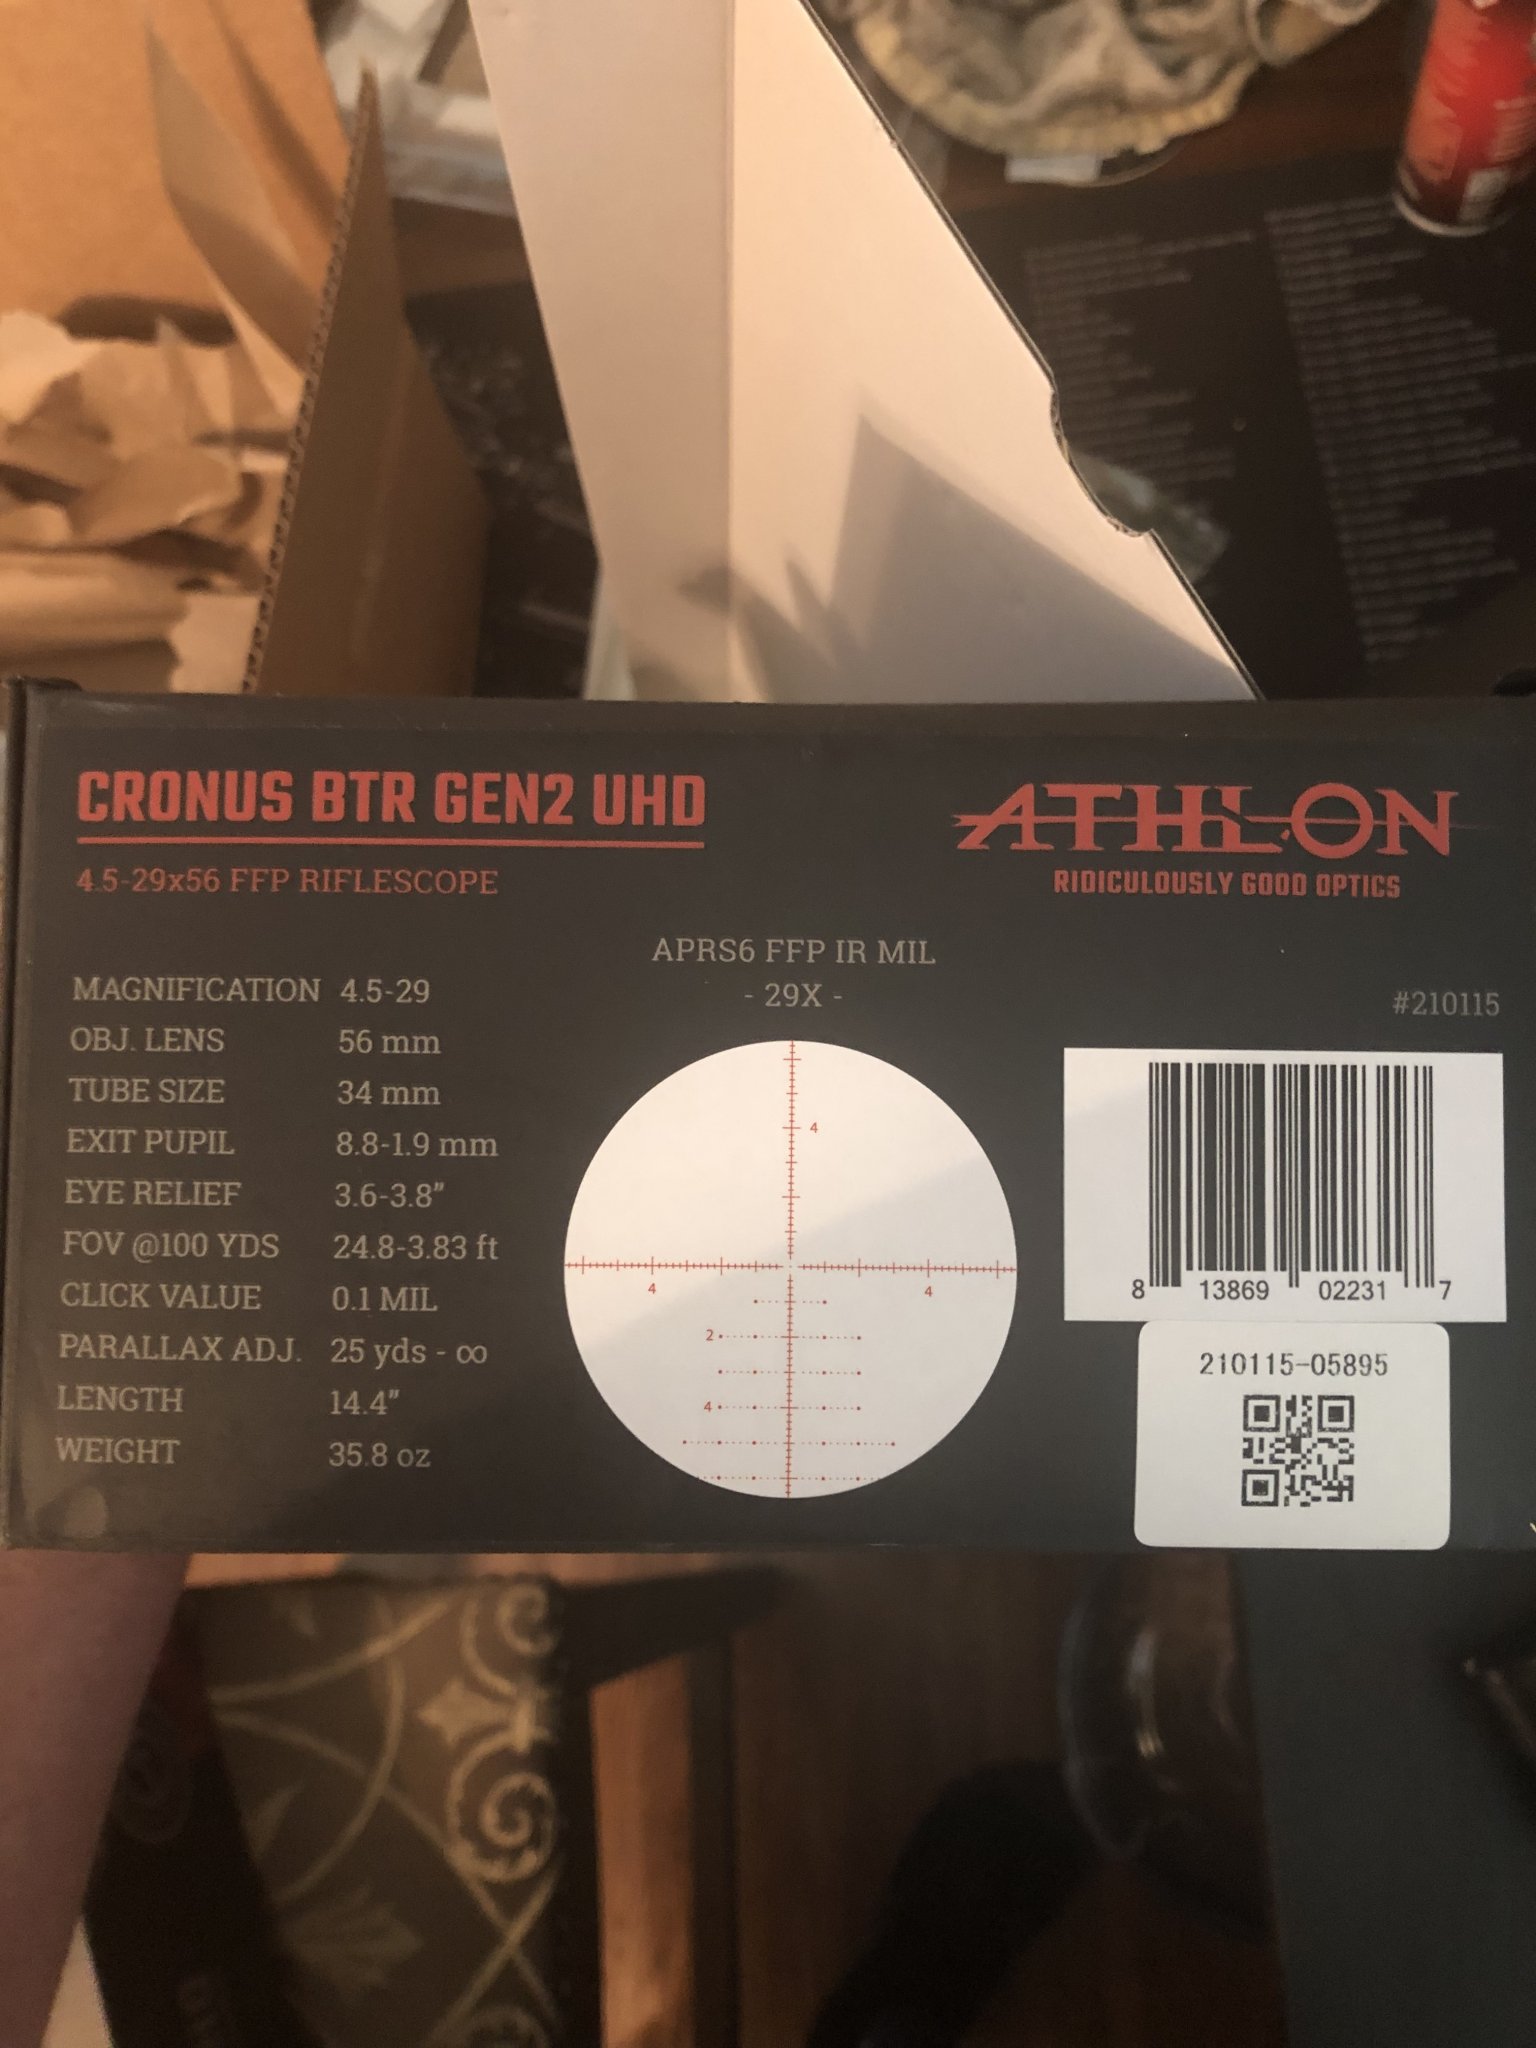 CRONUS BTR GEN2 UHD
4.5-29x56 FFP RIFLESCOPE
ATHLON
RIDICULOUSLY GOOD OPTICS
MAGNIFICATION 4.5-29
OBJ. LENS 56 mm
TUBE SIZE 34 mm
EXIT PUPIL 8.8-1.9 mm
EYE RELIEF 3.6-3.8”
FOV @100 YDS 24.8-3.83 ft
CLICK VALUE 0.1 MIL
PARALLAX ADJ. 25 yds - ∞
LENGTH 14.4”
WEIGHT 35.8 oz
APRS6 FFP IR MIL
- 29X -
4
4 4
2
4
#210115
8 13869 02231 7
210115-05895